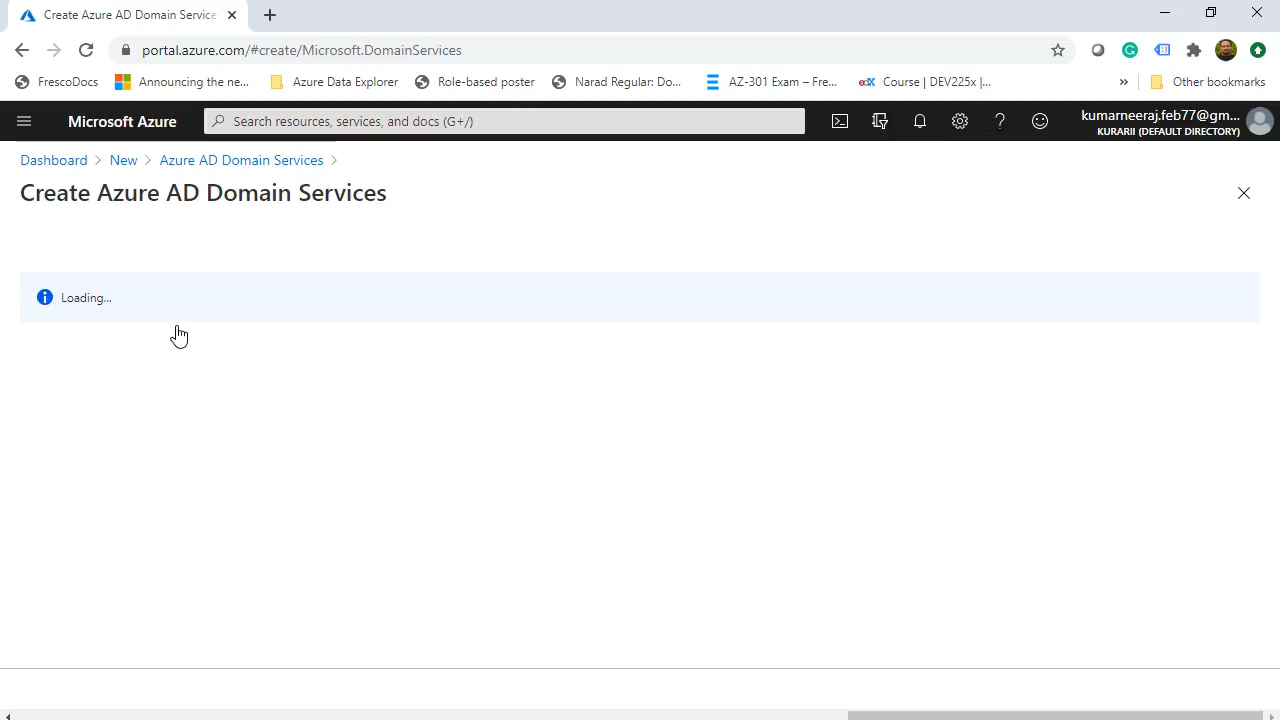 Create Azure AD Domain Service
portal.azure.com/#create/Microsoft.DomainServices
FrescoDocs
Announcing the ne...
Azure Data Explorer
Role-based poster
Narad Regular: Do...
AZ-301 Exam – Fre...
edX
Course | DEV225x |...
»
Other bookmarks
Microsoft Azure
Search resources, services, and docs (G+/)
kumarneeraj.feb77@gm...
KURARII (DEFAULT DIRECTORY)
Dashboard > New > Azure AD Domain Services >
Create Azure AD Domain Services
Loading...